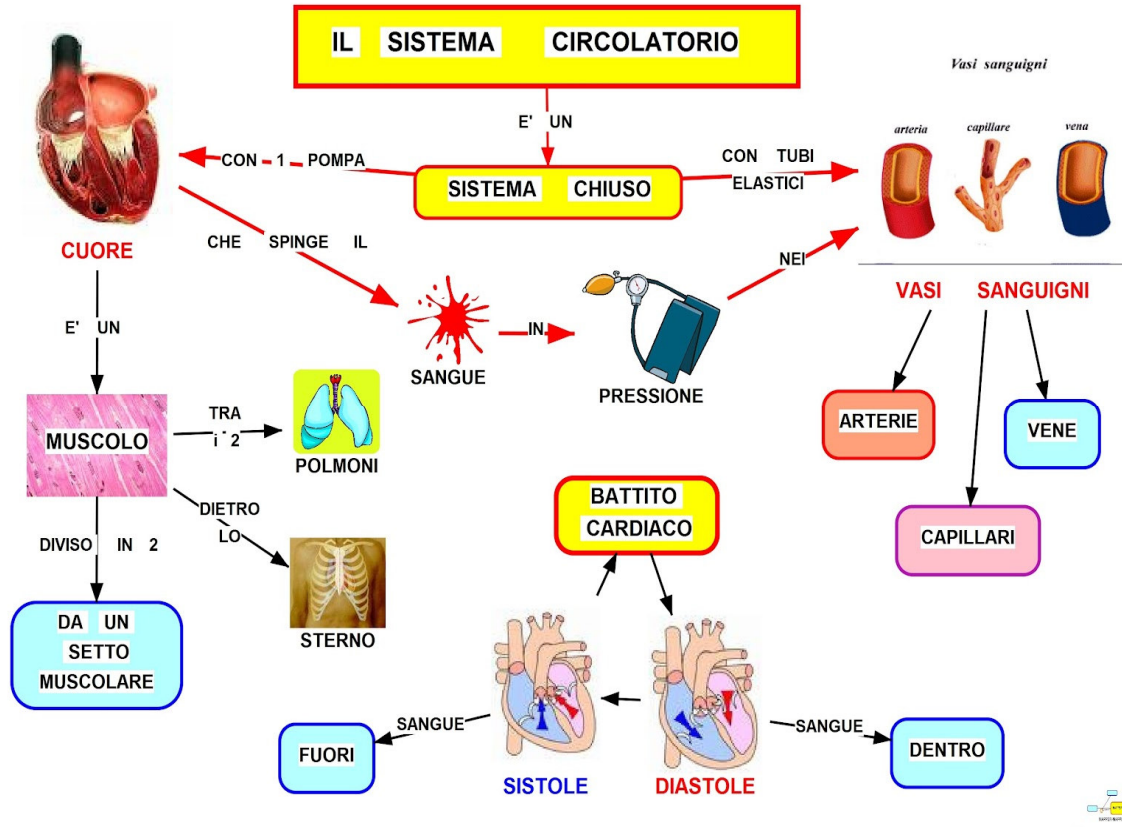 IL SISTEMA CIRCOLATORIO
E' UN
SISTEMA CHIUSO
CON 1 POMPA
CUORE
CHE SPINGE IL
SANGUE
IN
PRESSIONE
NEI
CON TUBI
ELASTICI
Vasi sanguigni
arteria
capillare
vena
VASI SANGUIGNI
ARTERIE
VENE
CAPILLARI
E' UN
MUSCOLO
TRA
i 2
POLMONI
DIETRO
LO
STERNO
DIVISO IN 2
DA UN
SETTO
MUSCOLARE
BATTITO
CARDIACO
SISTOLE
SANGUE
FUORI
DIASTOLE
SANGUE
DENTRO